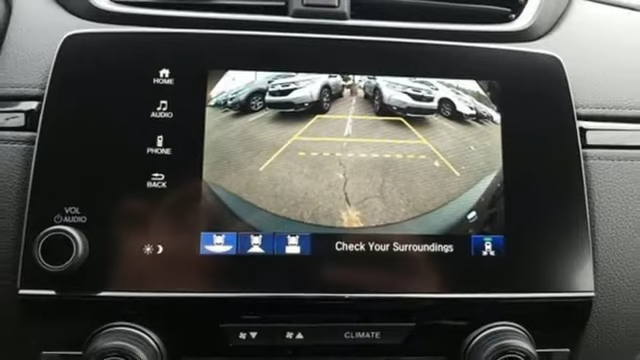 HOME
AUDIO
PHONE
BACK
VOL
AUDIO
Check Your Surroundings
CLIMATE